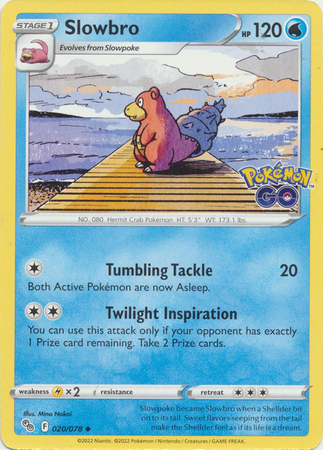 STAGE 1
Slowbro
HP 120
Evolves from Slowpoke
Pokémon GO
NO. 080 Hermit Crab Pokémon HT: 5'3" WT: 173.1 lbs.
Tumbling Tackle 20
Both Active Pokémon are now Asleep.
Twilight Inspiration
You can use this attack only if your opponent has exactly
1 Prize card remaining. Take 2 Prize cards.
weakness ×2 resistance retreat
Illus. Mina Nakai
Slowpoke became Slowbro when a Shellder bit
on to its tail. Sweet flavors seeping from the tail
make the Shellder feel as if its life is a dream.
F 020/078
©2022 Niantic. ©2022 Pokémon / Nintendo / Creatures / GAME FREAK.